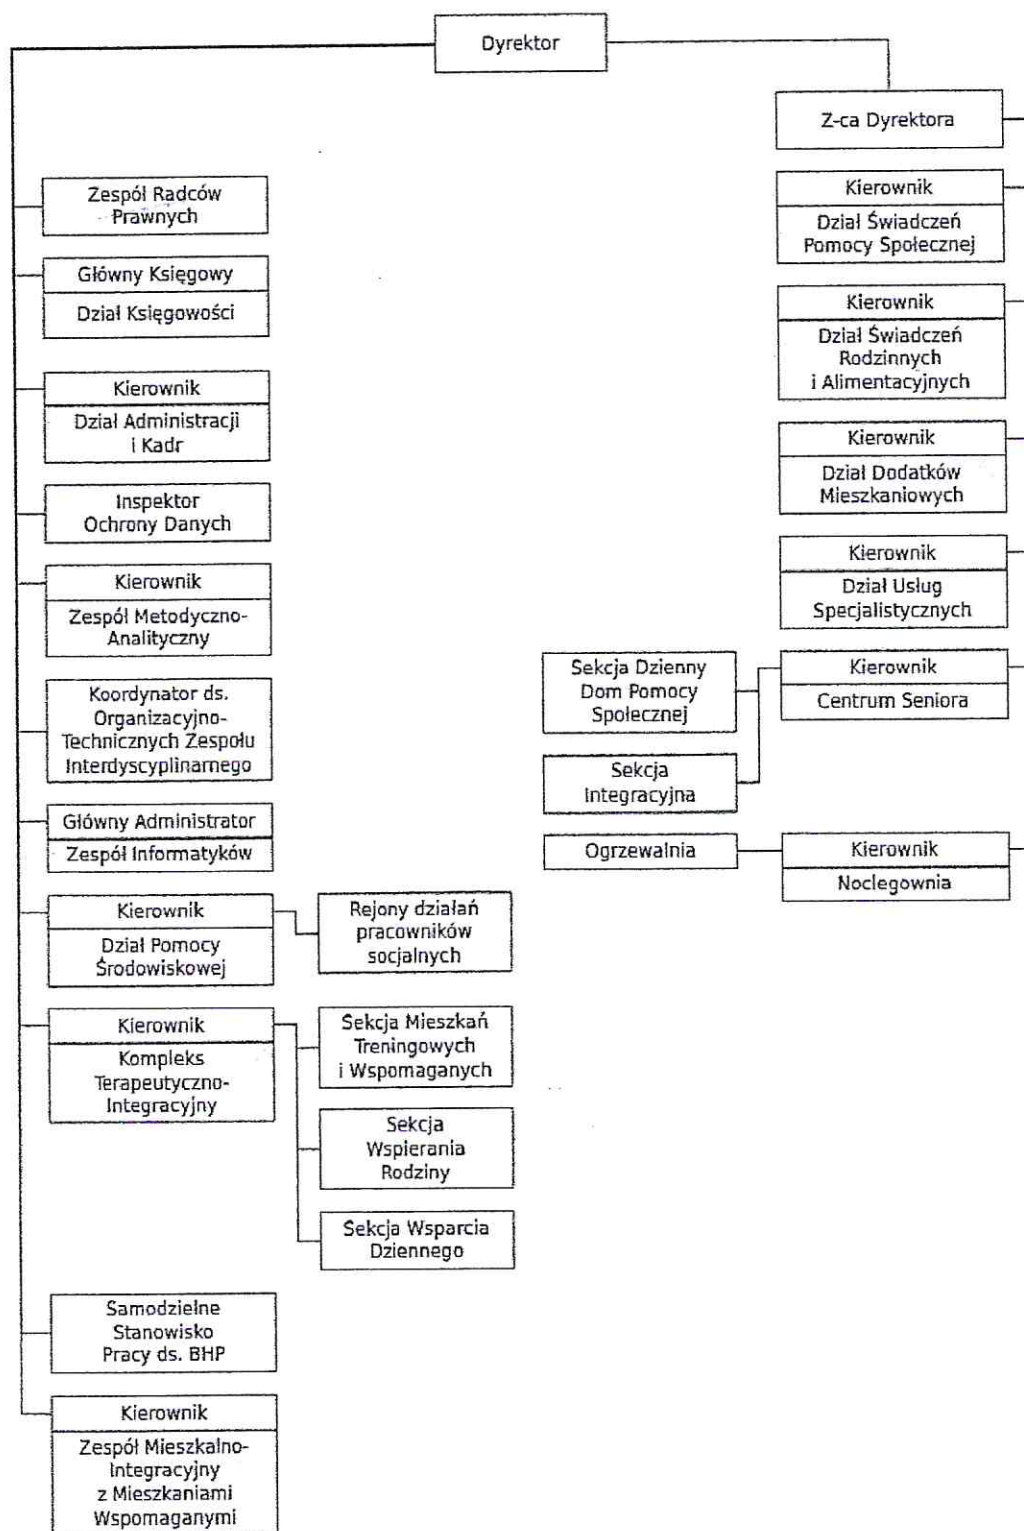 Dyrektor
Z-ca Dyrektora
Zespół Radców
Prawnych
Główny Księgowy
Dział Księgowości
Kierownik
Dział Administracji
i Kadr
Inspektor
Ochrony Danych
Kierownik
Zespół Metodyczno-
Analityczny
Koordynator ds.
Organizacyjno-
Technicznych Zespołu
Interdyscyplinarnego
Główny Administrator
Zespół Informatyków
Kierownik
Dział Pomocy
Środowiskowej
Rejony działań
pracowników
socjalnych
Kierownik
Kompleks
Terapeutyczno-
Integracyjny
Sekcja Mieszkań
Treningowych
i Wspomaganych
Sekcja
Wspierania
Rodziny
Sekcja Wsparcia
Dziennego
Samodzielne
Stanowisko
Pracy ds. BHP
Kierownik
Zespół Mieszkalno-
Integracyjny
z Mieszkaniami
Wspomaganymi
Kierownik
Dział Świadczeń
Pomocy Społecznej
Kierownik
Dział Świadczeń
Rodzinnych
i Alimentacyjnych
Kierownik
Dział Dodatków
Mieszkaniowych
Kierownik
Dział Usług
Specjalistycznych
Kierownik
Centrum Seniora
Sekcja Dzienny
Dom Pomocy
Społecznej
Sekcja
Integracyjna
Ogrzewalnia
Kierownik
Noclegownia